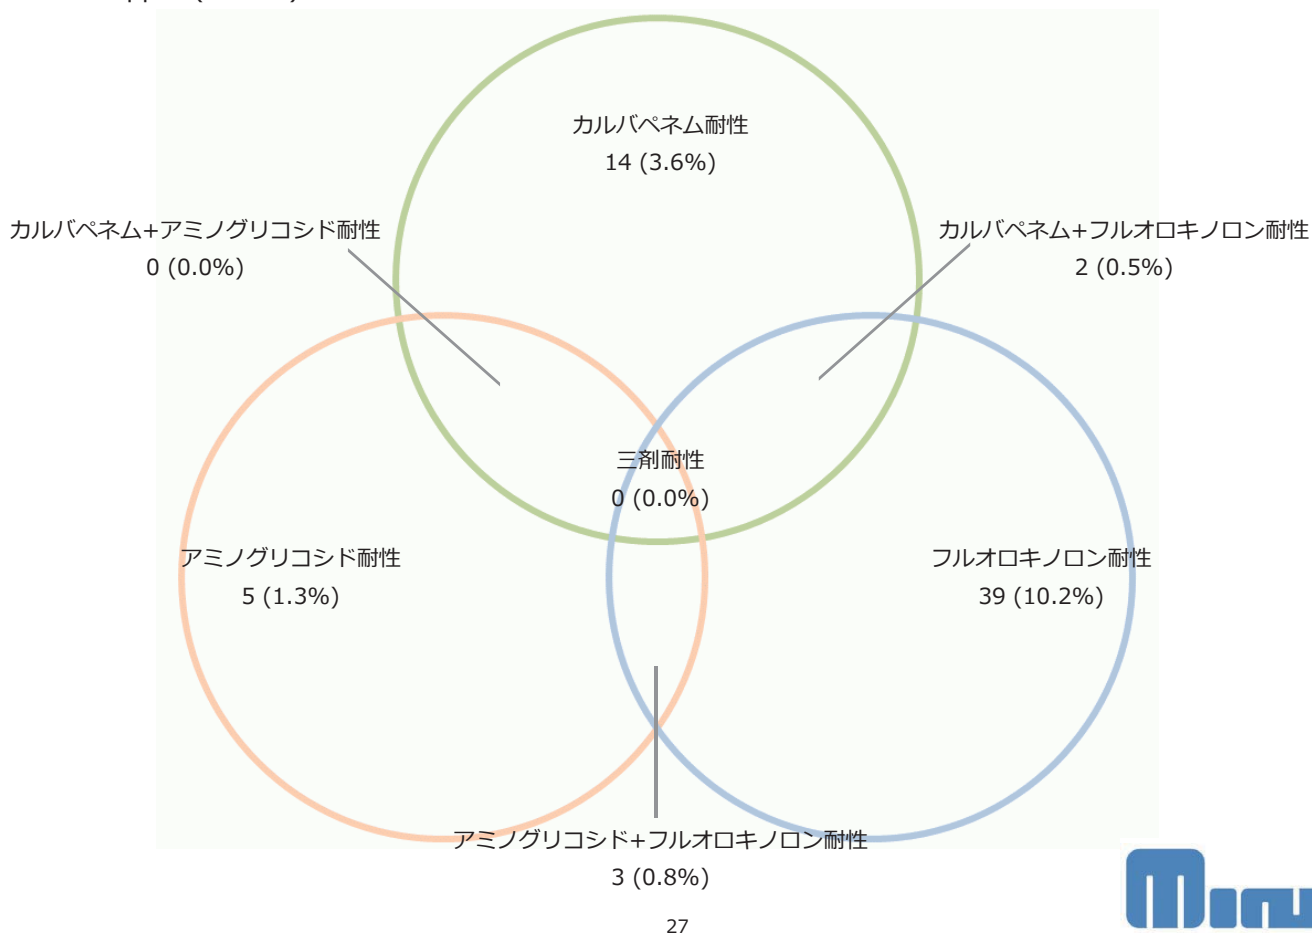 カルバペネム耐性
14 (3.6%)
カルバペネム+アミノグリコシド耐性
0 (0.0%)
カルバペネム+フルオロキノロン耐性
2 (0.5%)
三剤耐性
0 (0.0%)
アミノグリコシド耐性
5 (1.3%)
フルオロキノロン耐性
39 (10.2%)
アミノグリコシド+フルオロキノロン耐性
3 (0.8%)
27